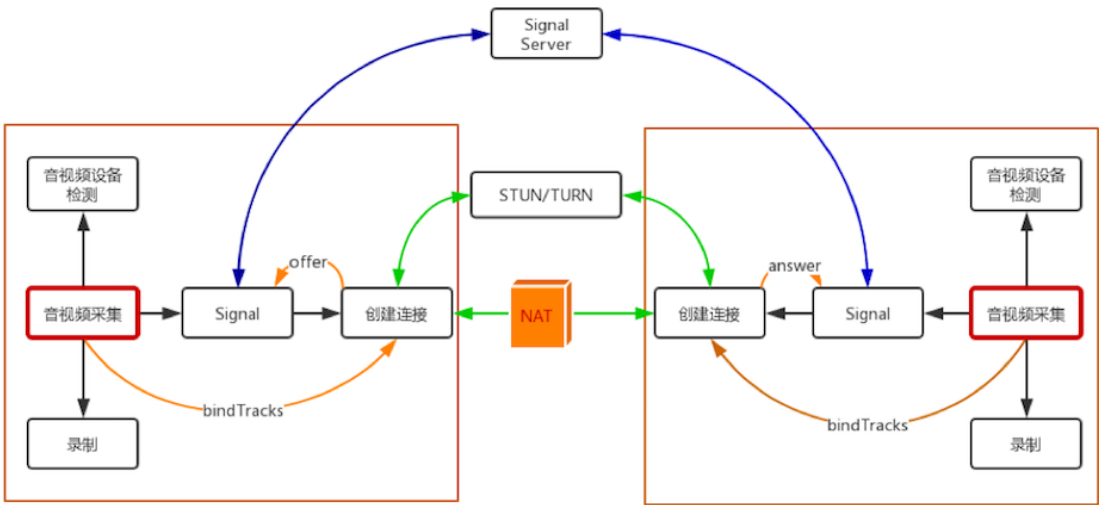 Signal
Server
音视频设备
检测
STUN/TURN
音视频设备
检测
offer
answer
音视频采集
Signal
创建连接
NAT
创建连接
Signal
音视频采集
bindTracks
bindTracks
录制
录制